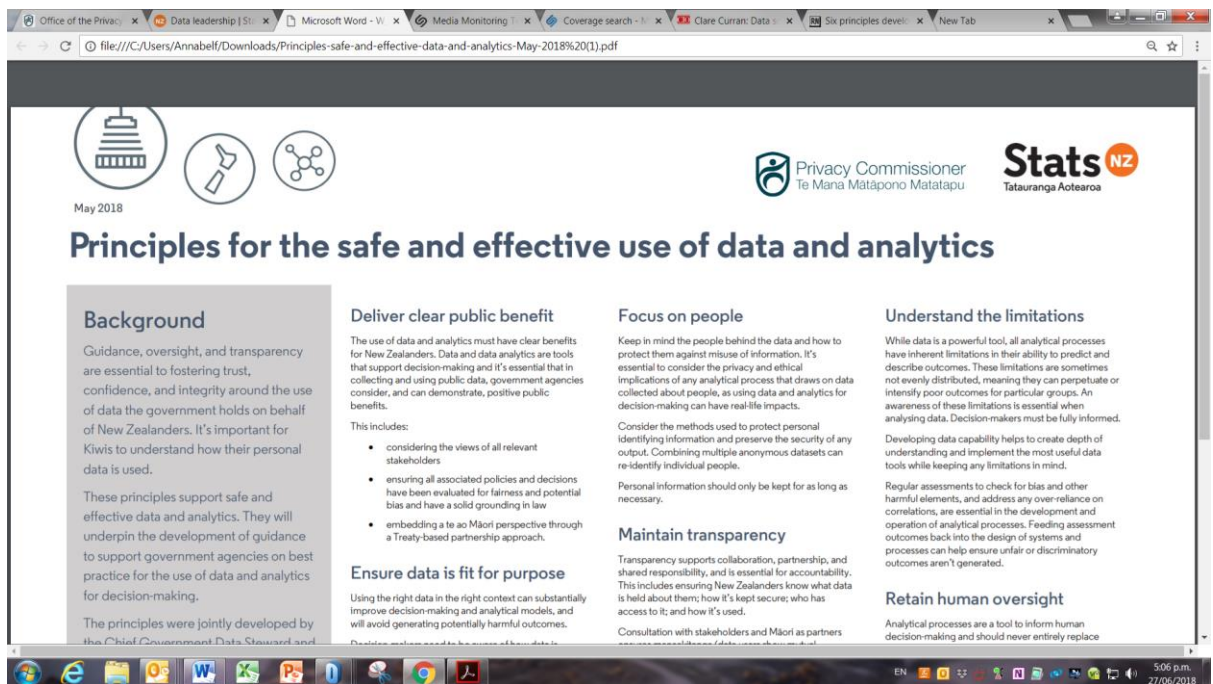 Office of the Privacy
Data leadership | Sta
Microsoft Word - W
Media Monitoring T
Coverage search - M
Clare Curran: Data s
Six principles develo
New Tab
file:///C:/Users/Annabelf/Downloads/Principles-safe-and-effective-data-and-analytics-May-2018%20(1).pdf
Privacy Commissioner
Te Mana Mātāpono Matatapu
Stats NZ
Tatauranga Aotearoa
May 2018
Principles for the safe and effective use of data and analytics
Background
Guidance, oversight, and transparency
are essential to fostering trust,
confidence, and integrity around the use
of data the government holds on behalf
of New Zealanders. It's important for
Kiwis to understand how their personal
data is used.
These principles support safe and
effective data and analytics. They will
underpin the development of guidance
to support government agencies on best
practice for the use of data and analytics
for decision-making.
The principles were jointly developed by
the Chief Government Data Steward and
Deliver clear public benefit
The use of data and analytics must have clear benefits
for New Zealanders. Data and data analytics are tools
that support decision-making and it's essential that in
collecting and using public data, government agencies
consider, and can demonstrate, positive public
benefits.
This includes:
• considering the views of all relevant
stakeholders
• ensuring all associated policies and decisions
have been evaluated for fairness and potential
bias and have a solid grounding in law
• embedding a te ao Māori perspective through
a Treaty-based partnership approach.
Ensure data is fit for purpose
Using the right data in the right context can substantially
improve decision-making and analytical models, and
will avoid generating potentially harmful outcomes.
Decision-makers need to be aware of how data is
Focus on people
Keep in mind the people behind the data and how to
protect them against misuse of information. It's
essential to consider the privacy and ethical
implications of any analytical process that draws on data
collected about people, as using data and analytics for
decision-making can have real-life impacts.
Consider the methods used to protect personal
identifying information and preserve the security of any
output. Combining multiple anonymous datasets can
re-identify individual people.
Personal information should only be kept for as long as
necessary.
Maintain transparency
Transparency supports collaboration, partnership, and
shared responsibility, and is essential for accountability.
This includes ensuring New Zealanders know what data
is held about them; how it's kept secure; who has
access to it; and how it's used.
Consultation with stakeholders and Māori as partners
ensures manaakitanga (data users show mutual
Understand the limitations
While data is a powerful tool, all analytical processes
have inherent limitations in their ability to predict and
describe outcomes. These limitations are sometimes
not evenly distributed, meaning they can perpetuate or
intensify poor outcomes for particular groups. An
awareness of these limitations is essential when
analysing data. Decision-makers must be fully informed.
Developing data capability helps to create depth of
understanding and implement the most useful data
tools while keeping any limitations in mind.
Regular assessments to check for bias and other
harmful elements, and address any over-reliance on
correlations, are essential in the development and
operation of analytical processes. Feeding assessment
outcomes back into the design of systems and
processes can help ensure unfair or discriminatory
outcomes aren't generated.
Retain human oversight
Analytical processes are a tool to inform human
decision-making and should never entirely replace
EN
5:06 p.m.
27/06/2018